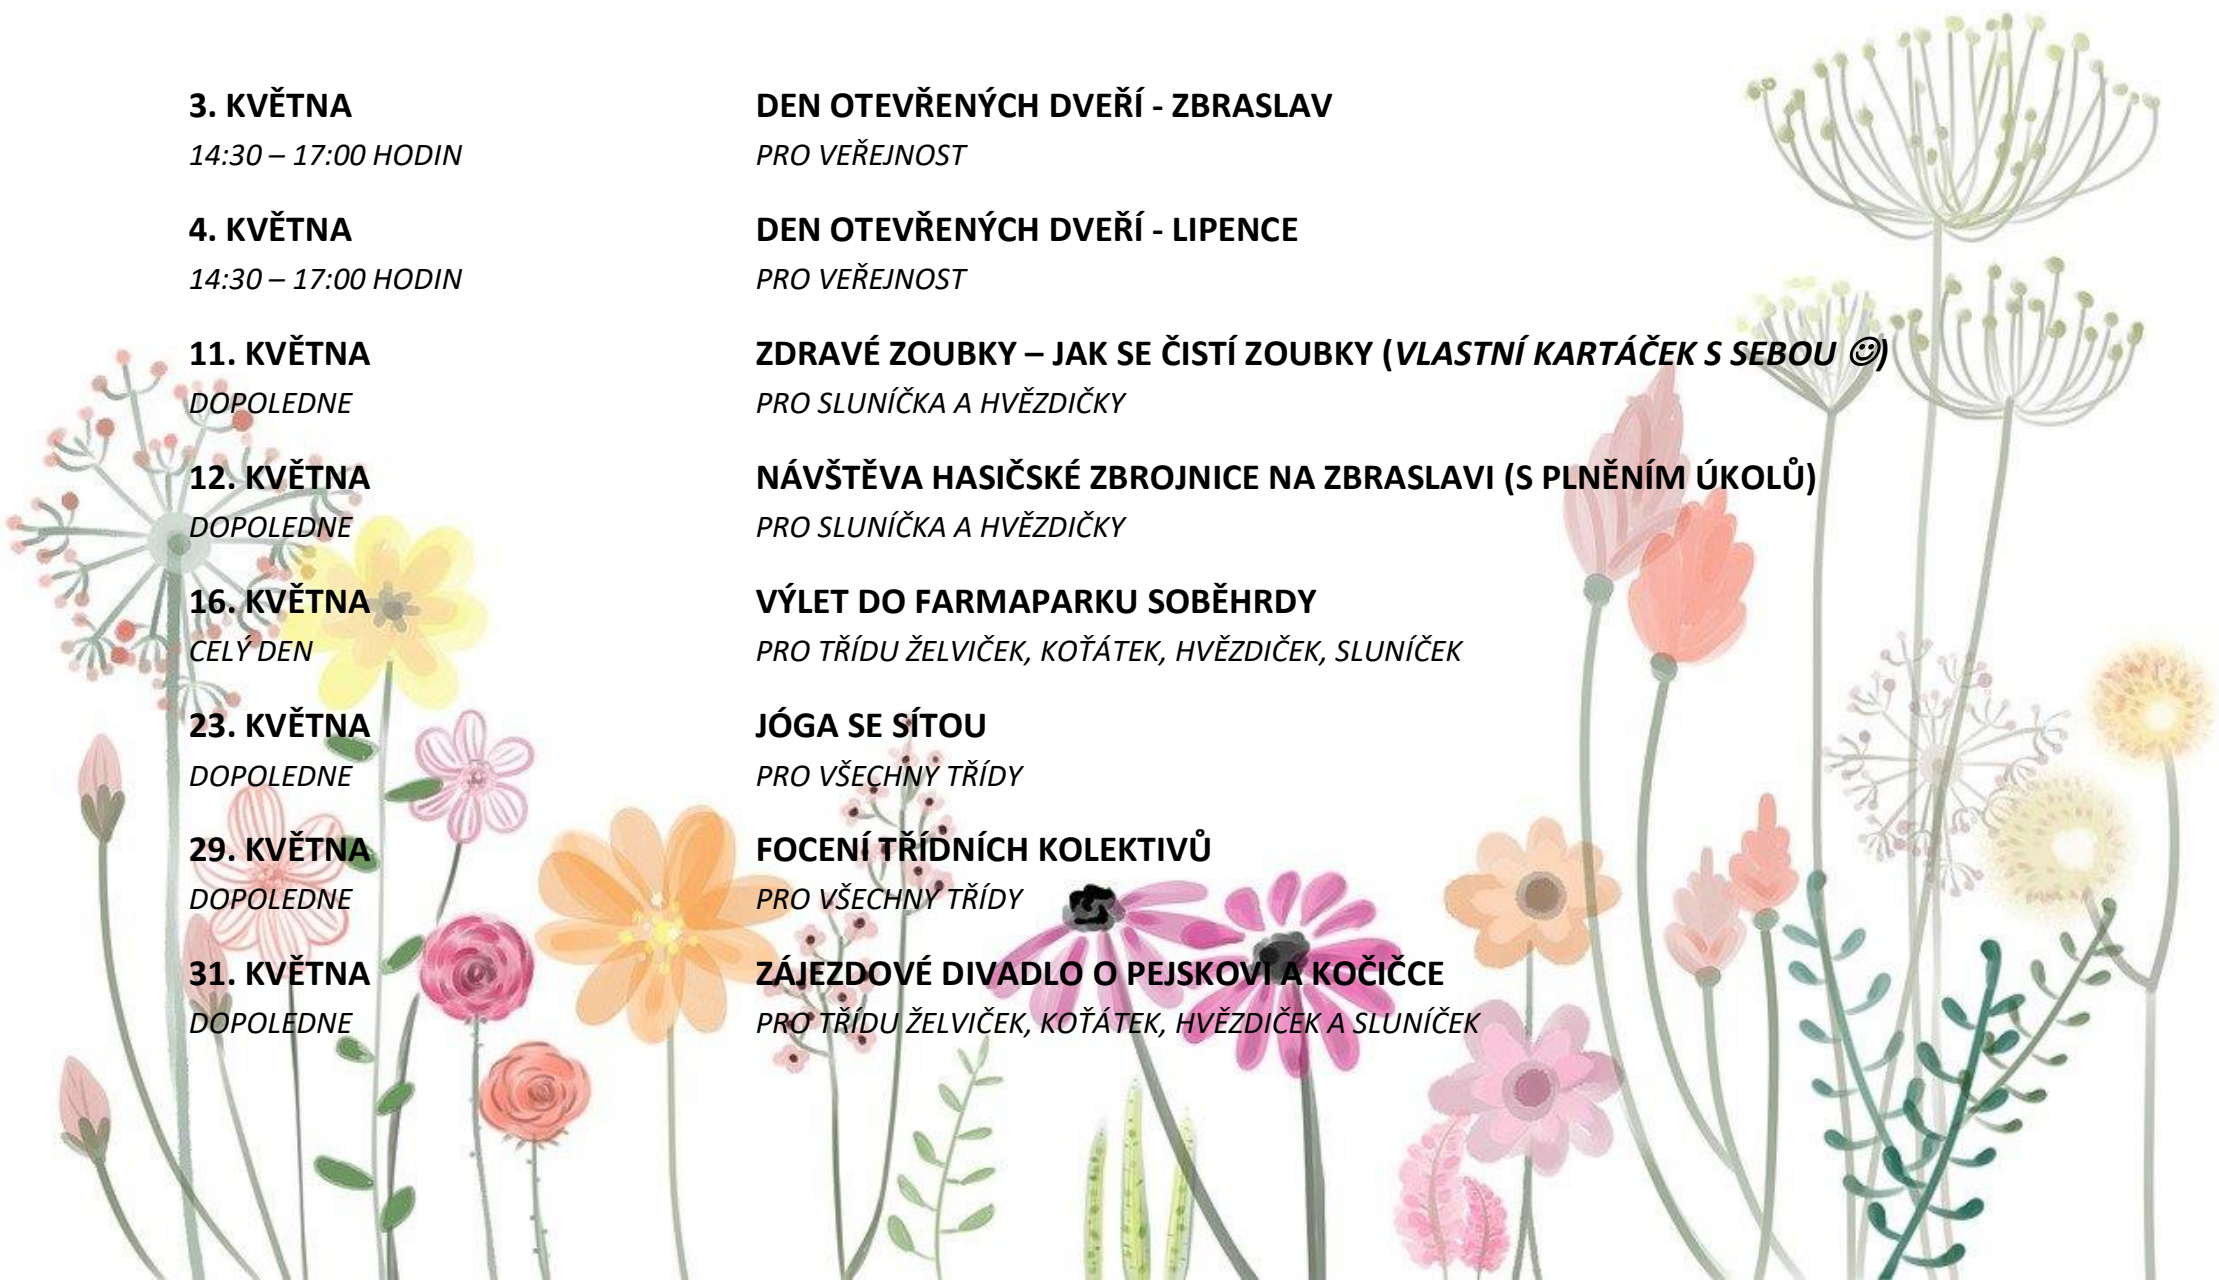 3. KVĚTNA DEN OTEVŘENÝCH DVEŘÍ - ZBRASLAV
14:30 – 17:00 HODIN PRO VEŘEJNOST
4. KVĚTNA DEN OTEVŘENÝCH DVEŘÍ - LIPENCE
14:30 – 17:00 HODIN PRO VEŘEJNOST
11. KVĚTNA ZDRAVÉ ZOUBKY – JAK SE ČISTÍ ZOUBKY (VLASTNÍ KARTÁČEK S SEBOU ☺)
DOPOLEDNE PRO SLUNÍČKA A HVĚZDIČKY
12. KVĚTNA NÁVŠTĚVA HASIČSKÉ ZBROJNICE NA ZBRASLAVI (S PLNĚNÍM ÚKOLŮ)
DOPOLEDNE PRO SLUNÍČKA A HVĚZDIČKY
16. KVĚTNA VÝLET DO FARMAPARKU SOBĚHRDY
CELÝ DEN PRO TŘÍDU ŽELVIČEK, KOŤÁTEK, HVĚZDIČEK, SLUNÍČEK
23. KVĚTNA JÓGA SE SÍTOU
DOPOLEDNE PRO VŠECHNY TŘÍDY
29. KVĚTNA FOCENÍ TŘÍDNÍCH KOLEKTIVŮ
DOPOLEDNE PRO VŠECHNY TŘÍDY
31. KVĚTNA ZÁJEZDOVÉ DIVADLO O PEJSKOVI A KOČIČCE
DOPOLEDNE PRO TŘÍDU ŽELVIČEK, KOŤÁTEK, HVĚZDIČEK A SLUNÍČEK